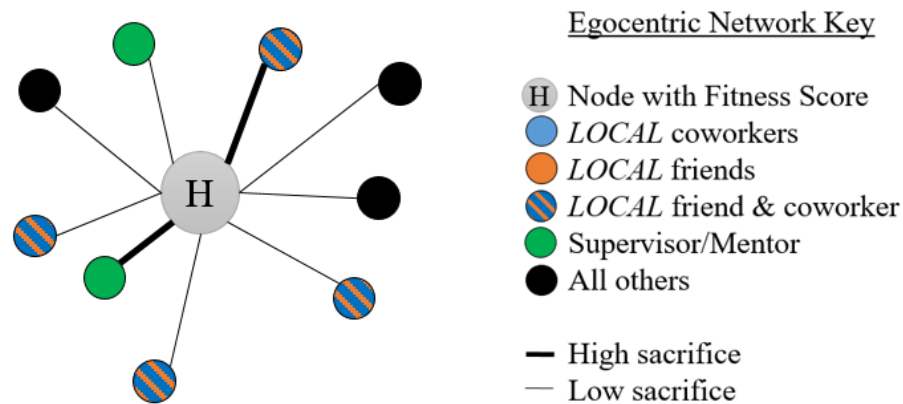 H
Egocentric Network Key
H Node with Fitness Score
LOCAL coworkers
LOCAL friends
LOCAL friend & coworker
Supervisor/Mentor
All others
High sacrifice
Low sacrifice